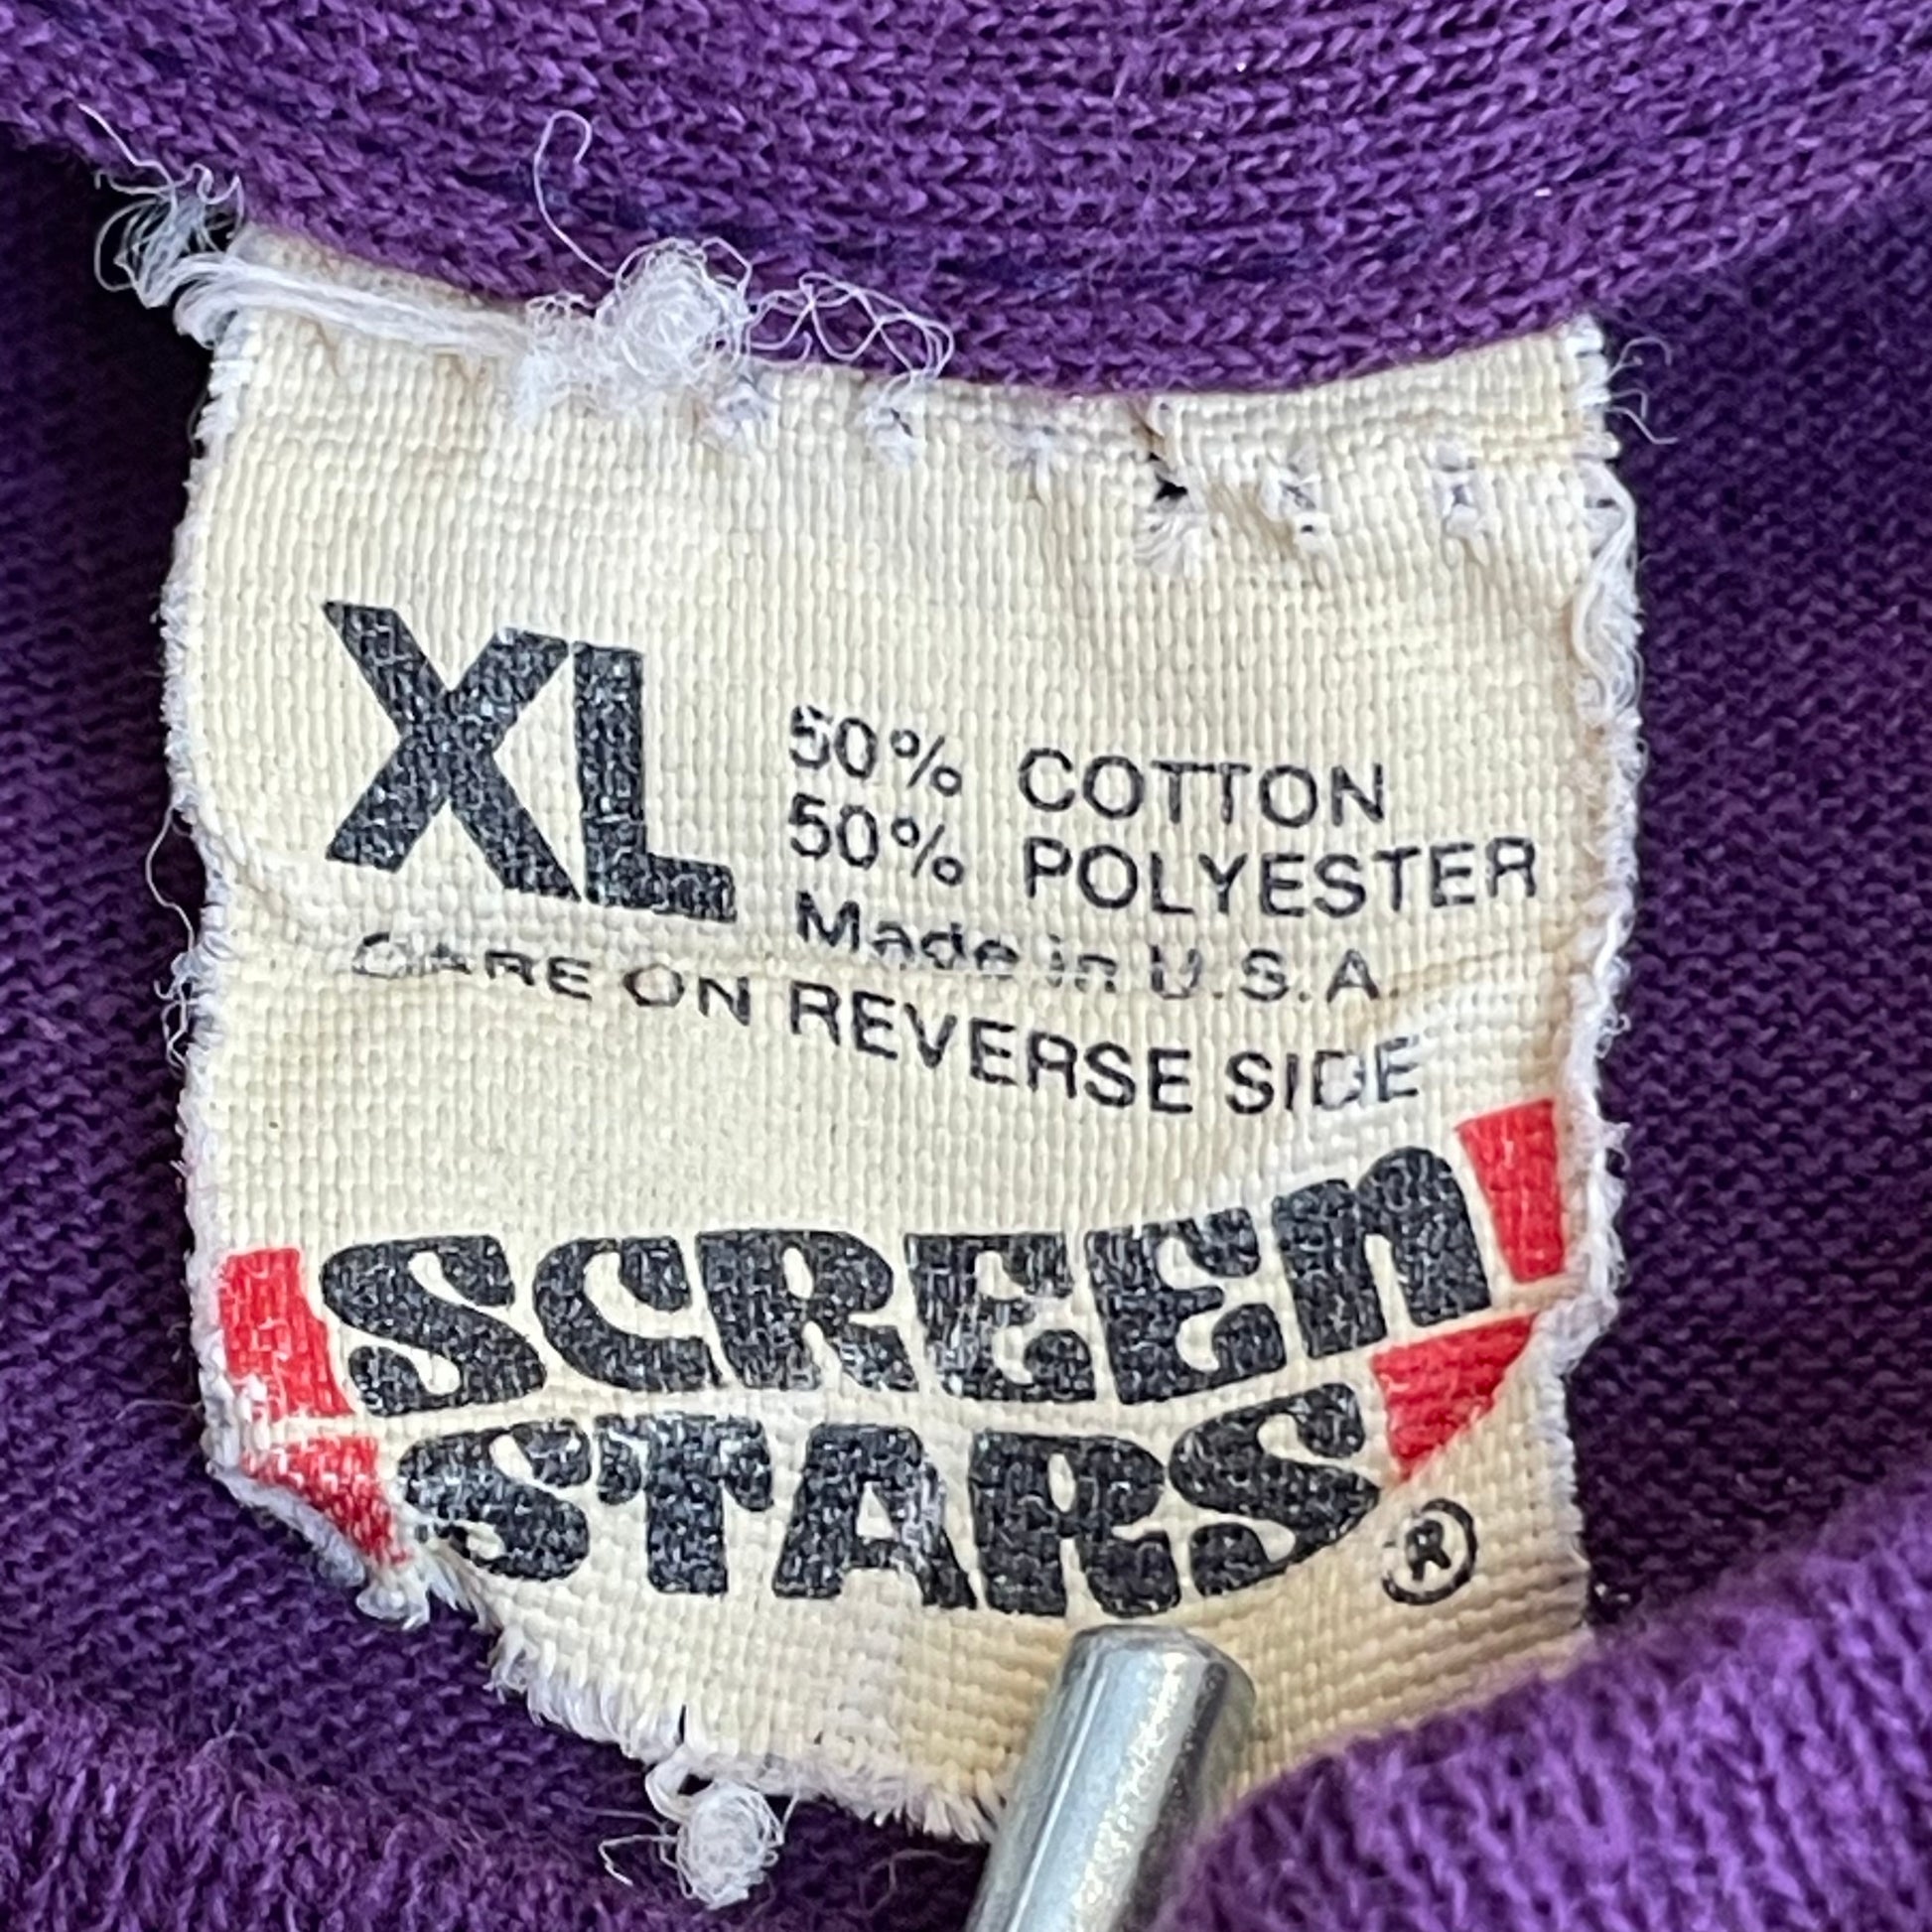 XL
50% COTTON
50% POLYESTER
Made in U.S.A.
CARE ON REVERSE SIDE
SCREEN
STARS
®